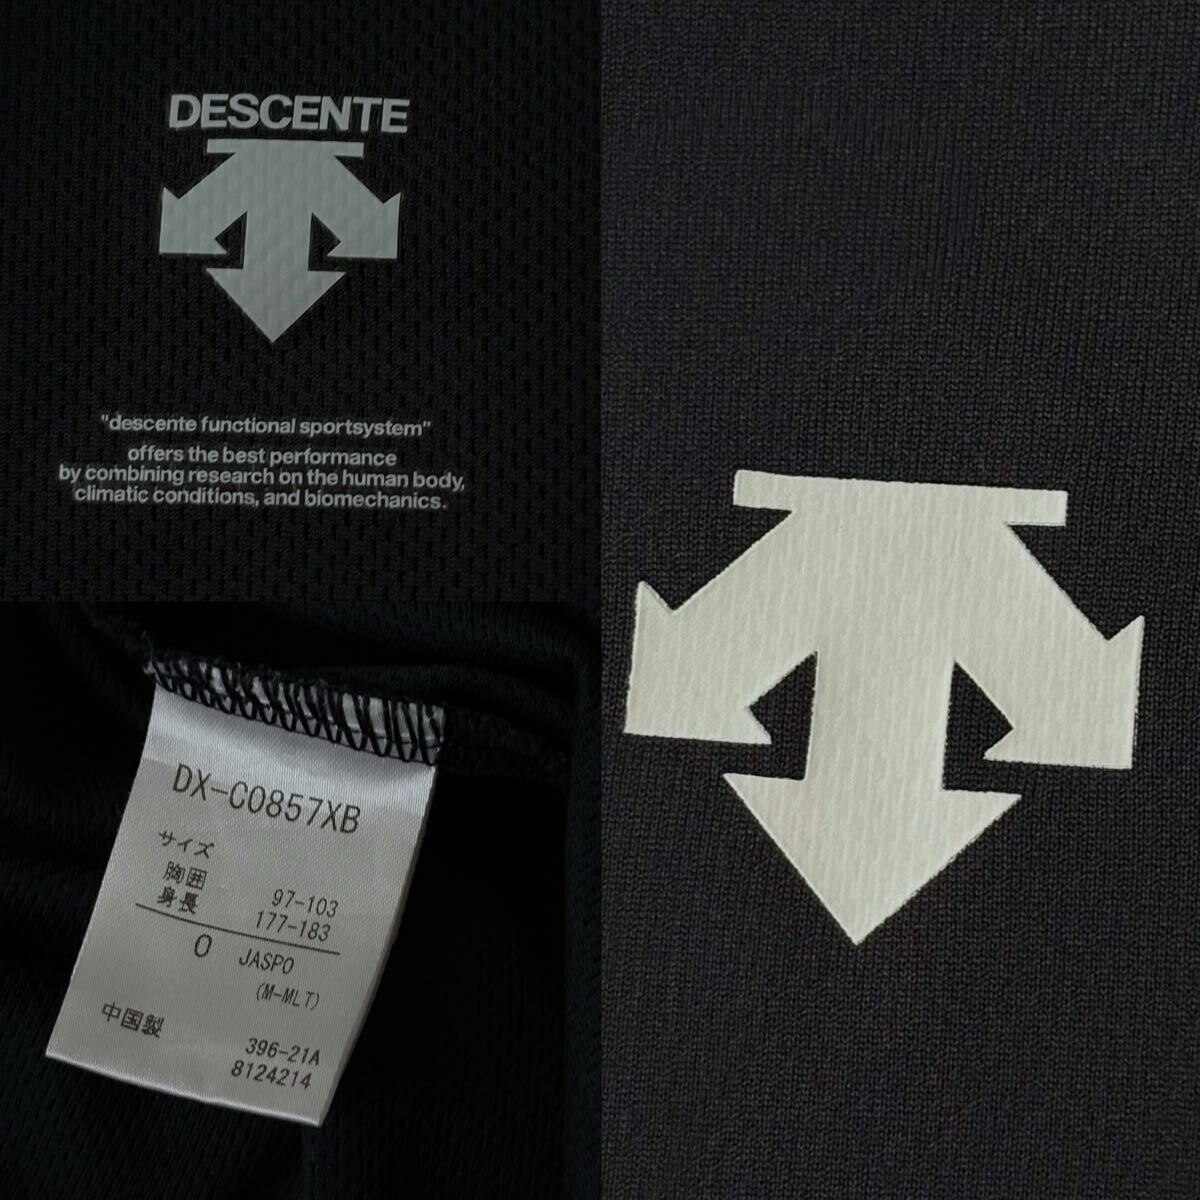 DESCENTE
"descente functional sportsystem"
offers the best performance
by combining research on the human body,
climatic conditions, and biomechanics.
DX-C0857XB
サイズ
胸囲 97-103
身長 177-183
O JASPO
(M-MLT)
中国製
396-21A
8124214